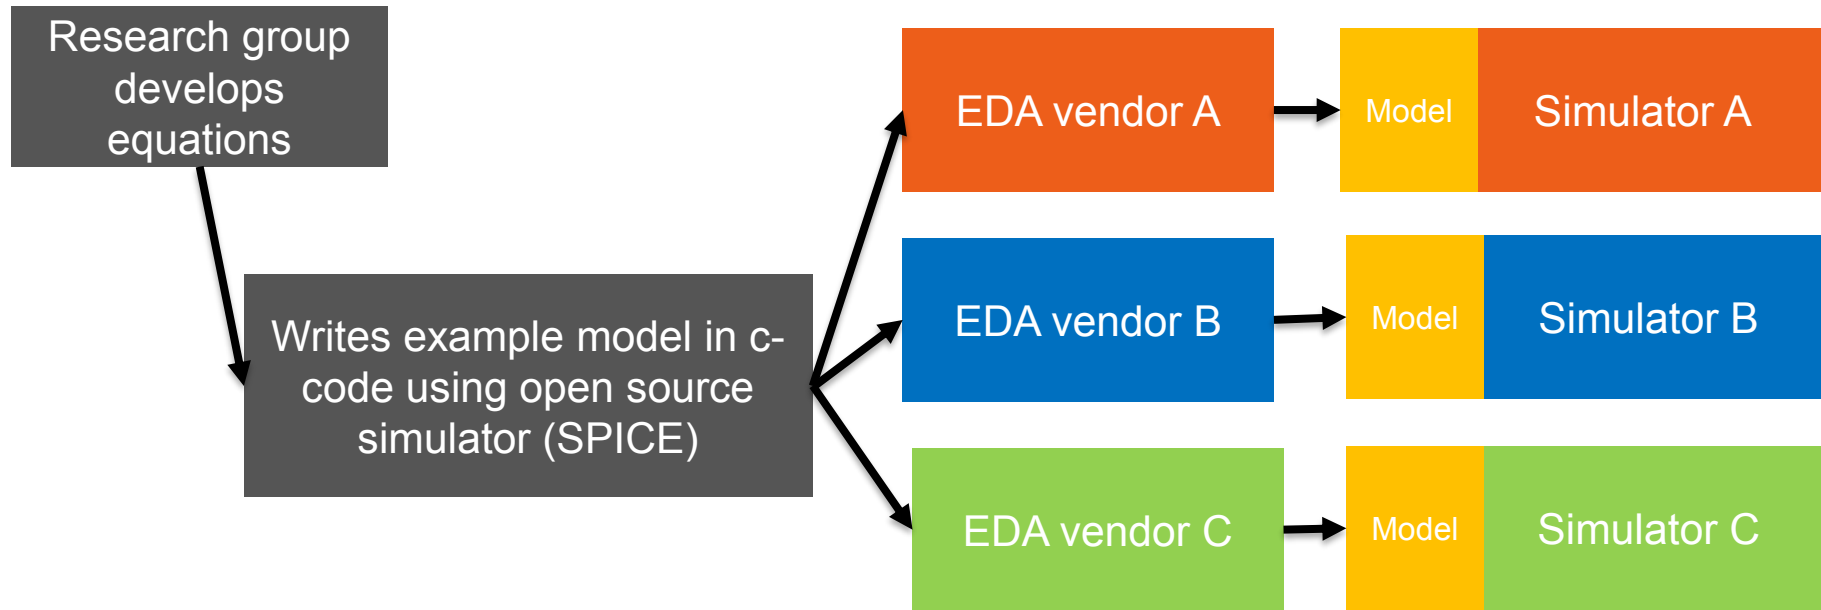 Research group
develops
equations
Writes example model in c-
code using open source
simulator (SPICE)
EDA vendor A
Model
Simulator A
EDA vendor B
Model
Simulator B
EDA vendor C
Model
Simulator C